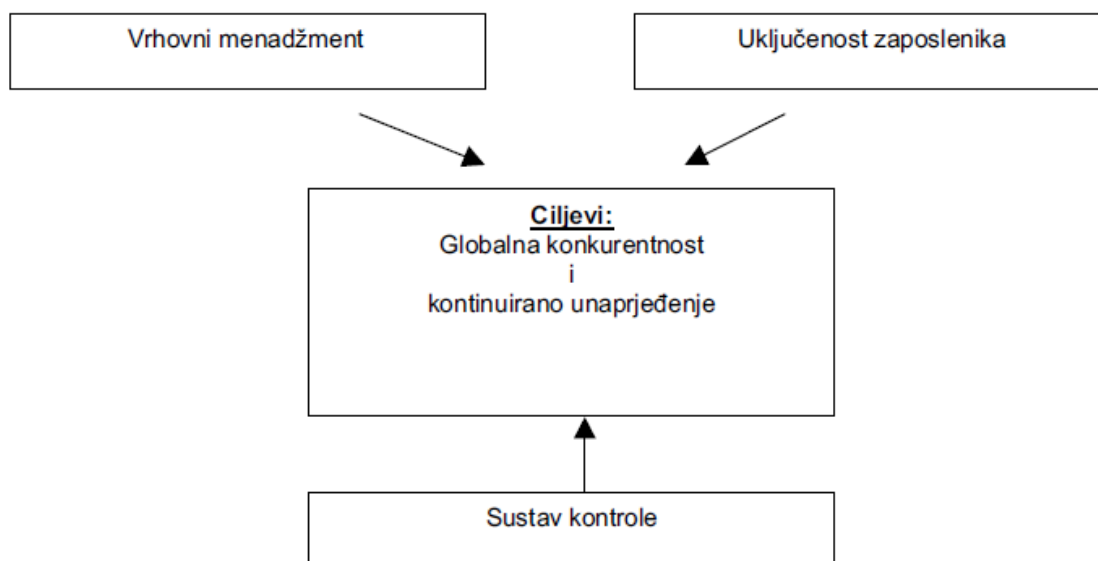 Vrhovni menadžment
Uključenost zaposlenika
Ciljevi:
Globalna konkurentnost
i
kontinuirano unaprjeđenje
Sustav kontrole